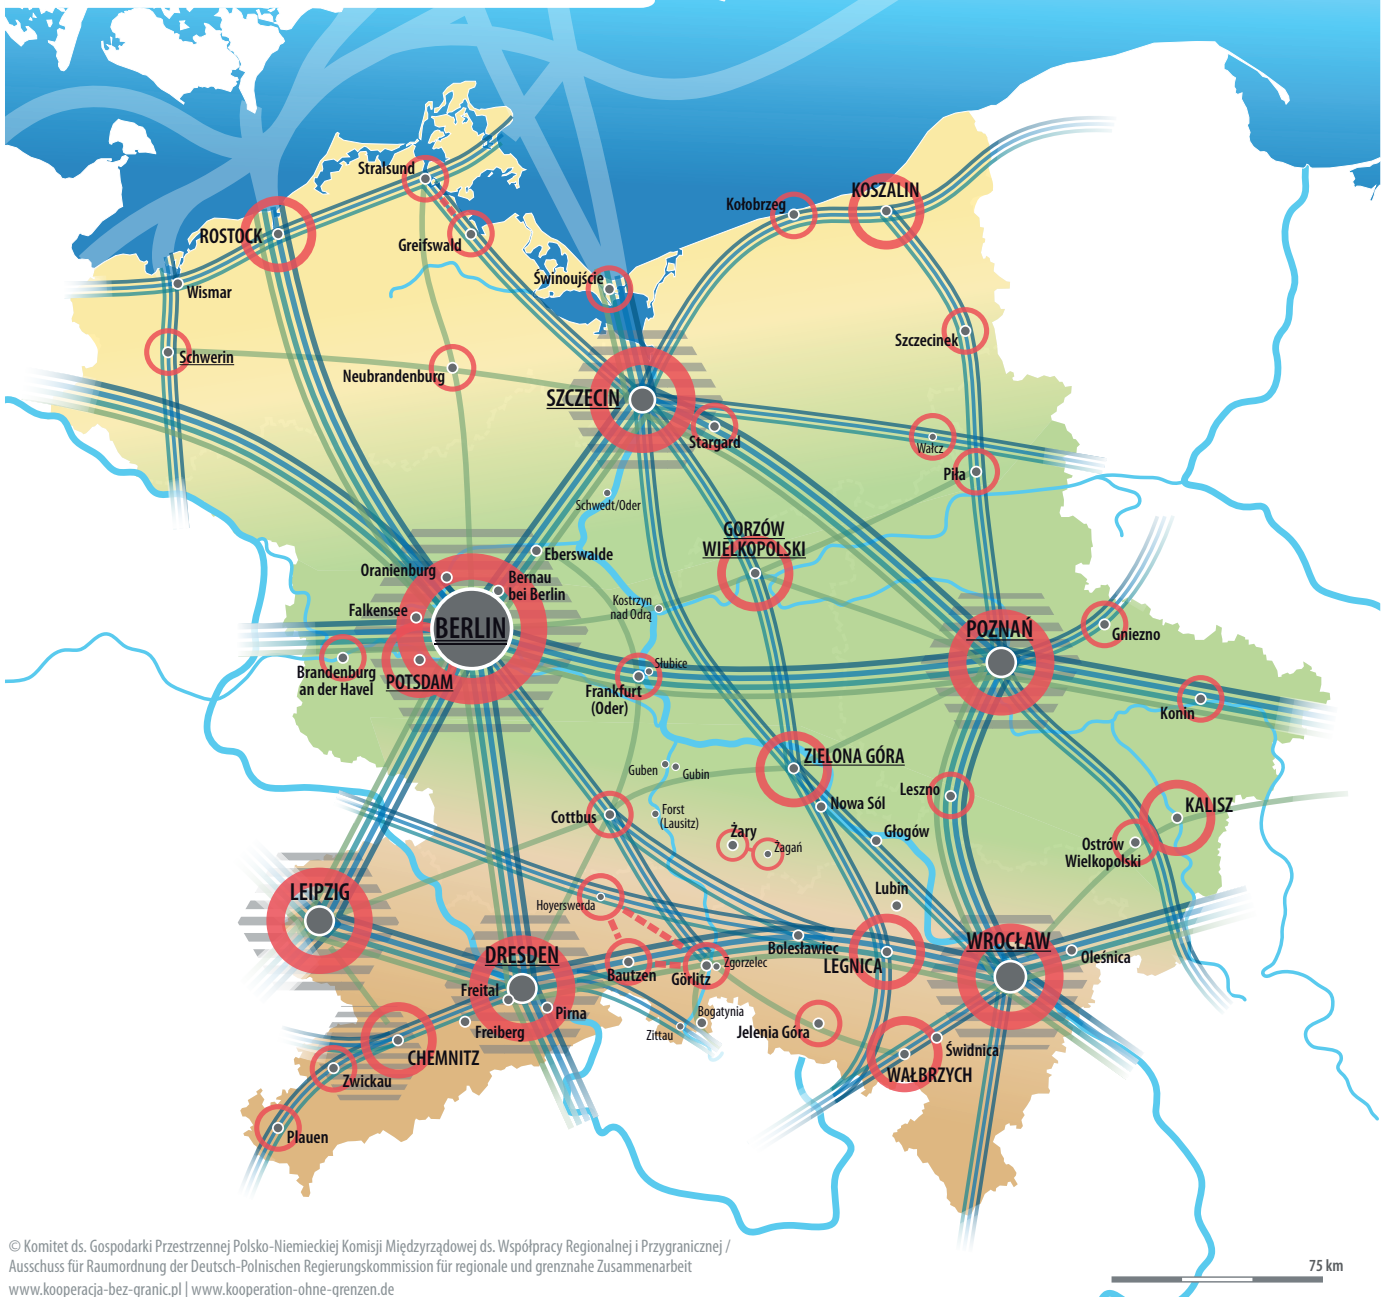 Stralsund
KOSZALIN
Kołobrzeg
ROSTOCK
Greifswald
Świnoujście
Wismar
Szczecinek
Schwerin
Neubrandenburg
SZCZECIN
Stargard
Wałcz
Piła
Schwedt/Oder
GORZÓW
WIELKOPOLSKI
Eberswalde
Oranienburg
Bernau
bei Berlin
Falkensee
Kostrzyn
nad Odrą
BERLIN
POZNAŃ
Gniezno
Słubice
Brandenburg
an der Havel
POTSDAM
Frankfurt
(Oder)
Konin
ZIELONA GÓRA
Guben
Gubin
Leszno
Nowa Sól
KALISZ
Cottbus
Forst
(Lausitz)
Żary
Głogów
Żagań
Ostrów
Wielkopolski
LEIPZIG
Lubin
Hoyerswerda
WROCŁAW
Bolesławiec
DRESDEN
Oleśnica
Zgorzelec
LEGNICA
Bautzen
Görlitz
Freital
Pirna
Bogatynia
Freiberg
Zittau
Jelenia Góra
Świdnica
CHEMNITZ
WAŁBRZYCH
Zwickau
Plauen
© Komitet ds. Gospodarki Przestrzennej Polsko-Niemieckiej Komisji Międzyrządowej ds. Współpracy Regionalnej i Przygranicznej /
Ausschuss für Raumordnung der Deutsch-Polnischen Regierungskommission für regionale und grenznahe Zusammenarbeit
75 km
www.kooperacja-bez-granic.pl | www.kooperation-ohne-grenzen.de